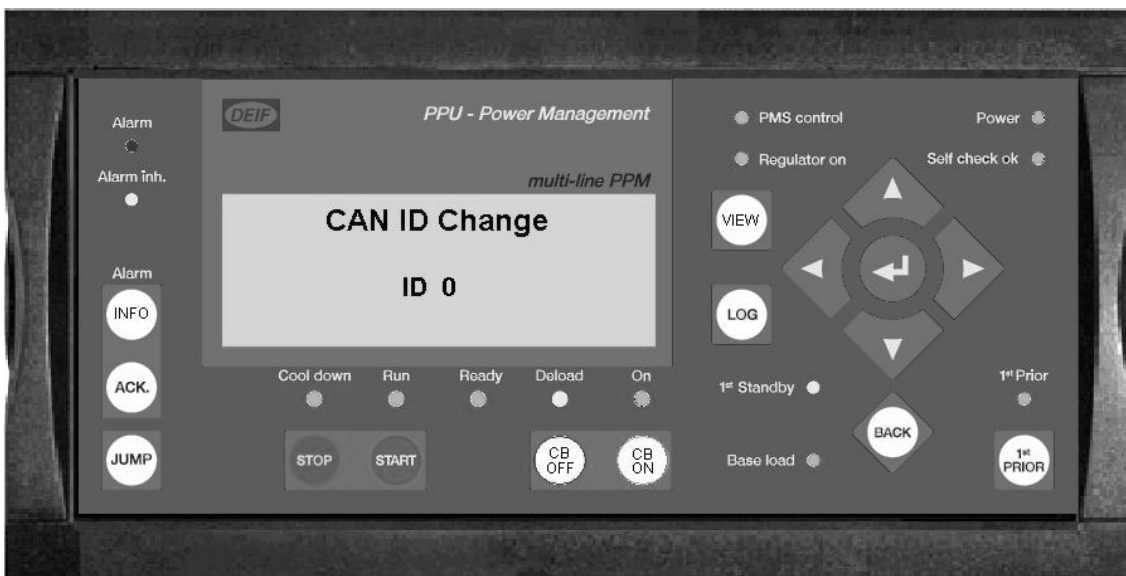 Alarm
Alarm inh.
Alarm
INFO
ACK.
JUMP
DEIF
PPU - Power Management
multi-line PPM
CAN ID Change
ID 0
Cool down
Run
Ready
Deload
On
STOP
START
CB
OFF
CB
ON
PMS control
Power
Regulator on
Self check ok
VIEW
LOG
1st Standby
1st Prior
BACK
Base load
1st
PRIOR